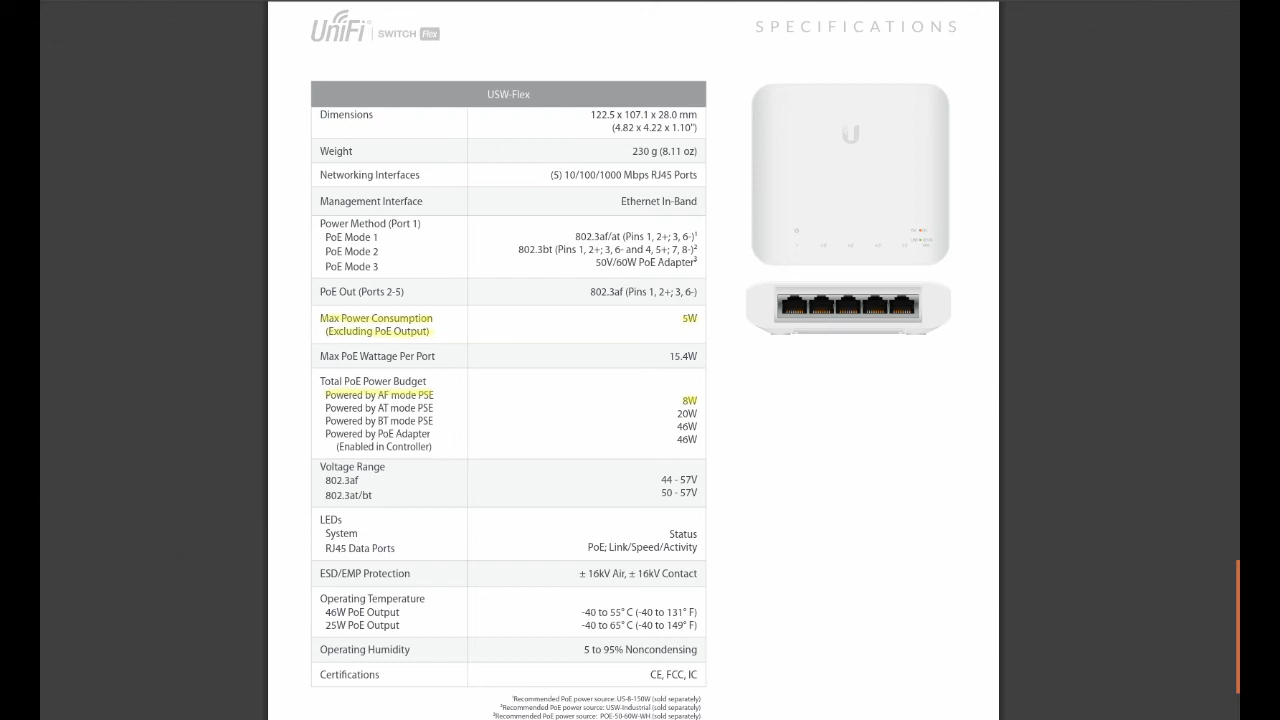 UniFi SWITCH Flex
SPECIFICATIONS
USW-Flex
Dimensions 122.5 x 107.1 x 28.0 mm
(4.82 x 4.22 x 1.10")
Weight 230 g (8.11 oz)
Networking Interfaces (5) 10/100/1000 Mbps RJ45 Ports
Management Interface Ethernet In-Band
Power Method (Port 1)
PoE Mode 1 802.3af/at (Pins 1, 2+; 3, 6-)¹
PoE Mode 2 802.3bt (Pins 1, 2+; 3, 6- and 4, 5+; 7, 8-)²
PoE Mode 3 50V/60W PoE Adapter³
PoE Out (Ports 2-5) 802.3af (Pins 1, 2+; 3, 6-)
Max Power Consumption 5W
(Excluding PoE Output)
Max PoE Wattage Per Port 15.4W
Total PoE Power Budget
Powered by AF mode PSE 8W
Powered by AT mode PSE 20W
Powered by BT mode PSE 46W
Powered by PoE Adapter 46W
(Enabled in Controller)
Voltage Range
802.3af 44 - 57V
802.3at/bt 50 - 57V
LEDs
System Status
RJ45 Data Ports PoE; Link/Speed/Activity
ESD/EMP Protection ± 16kV Air, ± 16kV Contact
Operating Temperature
46W PoE Output -40 to 55° C (-40 to 131° F)
25W PoE Output -40 to 65° C (-40 to 149° F)
Operating Humidity 5 to 95% Noncondensing
Certifications CE, FCC, IC
¹Recommended PoE power source: US-8-150W (sold separately)
²Recommended PoE power source: USW-Industrial (sold separately)
³Recommended PoE power source: POE-50-60W-WH (sold separately)